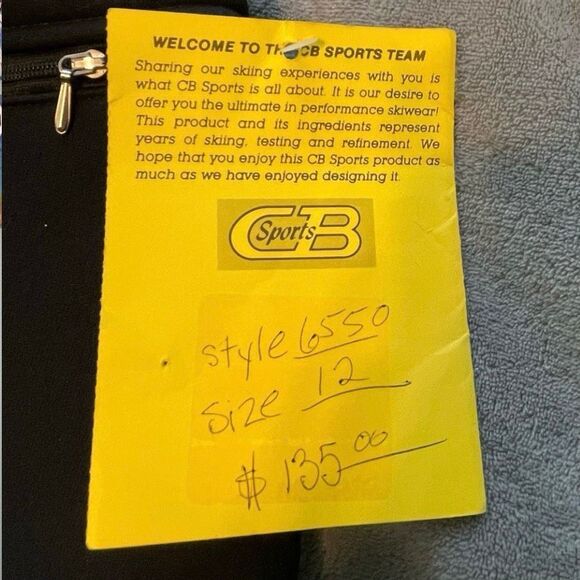 WELCOME TO TH CB SPORTS TEAM
Sharing our skiing experiences with you is
what CB Sports is all about. It is our desire to
offer you the ultimate in performance skiwear!
This product and its ingredients represent
years of skiing, testing and refinement. We
hope that you enjoy this CB Sports product as
much as we have enjoyed designing it.
CB Sports
style 6550
size 12
$135.00